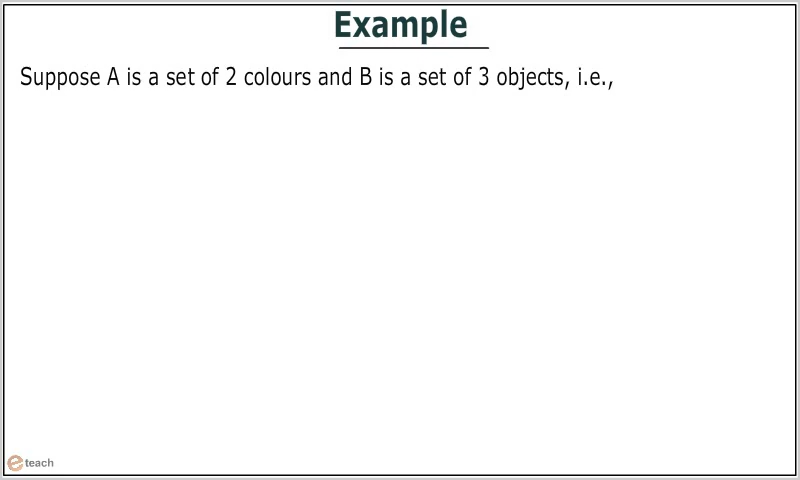 Example
Suppose A is a set of 2 colours and B is a set of 3 objects, i.e.,
e teach